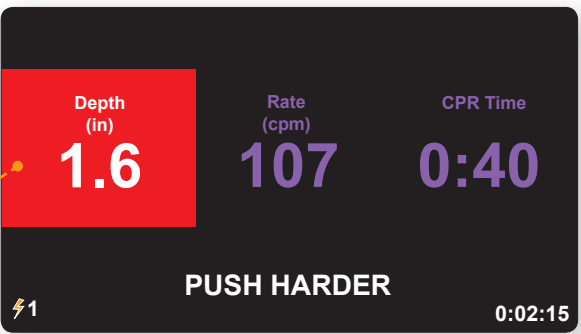 Depth
(in)
1.6
Rate
(cpm)
107
CPR Time
0:40
PUSH HARDER
1
0:02:15